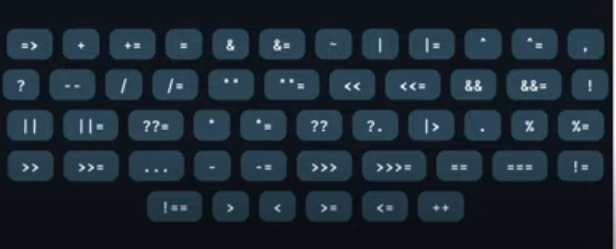 => + += = & &= ~ | |= ^ ^= ,
? -- / /= ** **= << <<= && &&= !
|| ||= ??= * *= ?? ?. |> . % %=
>> >>= ... - -= >>> >>>= == === !=
!== > < >= <= ++